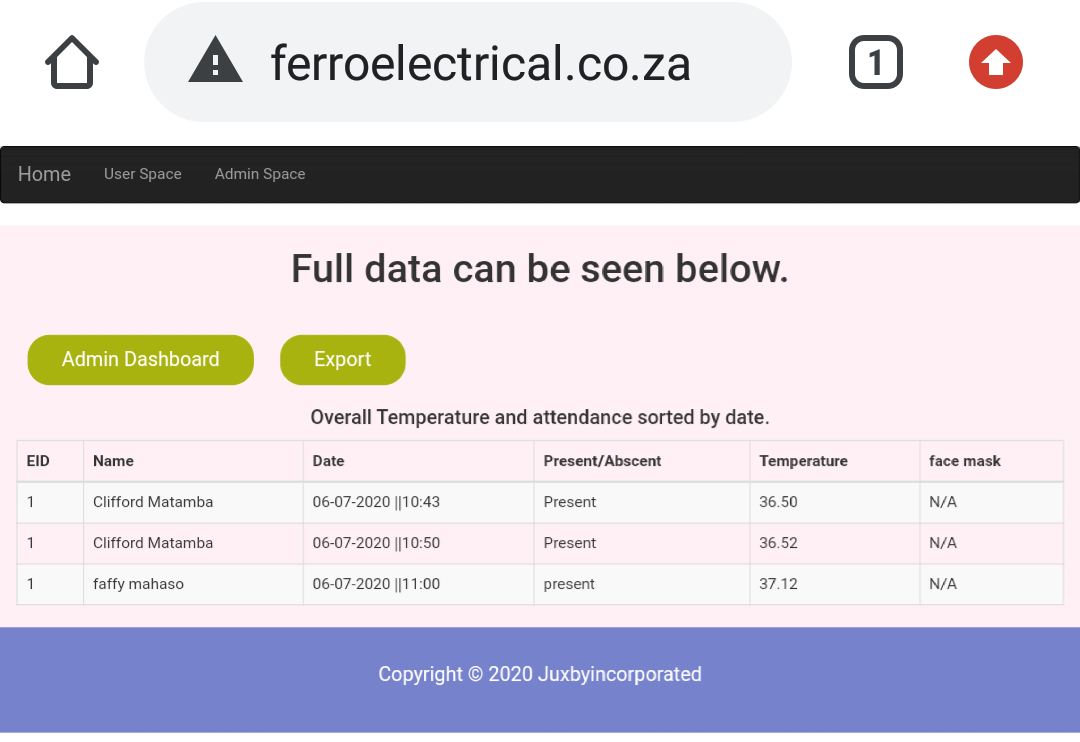 ferroelectrical.co.za 1
Home User Space Admin Space
Full data can be seen below.
Admin Dashboard Export
Overall Temperature and attendance sorted by date.
EID Name Date Present/Abscent Temperature face mask
1 Clifford Matamba 06-07-2020 ||10:43 Present 36.50 N/A
1 Clifford Matamba 06-07-2020 ||10:50 Present 36.52 N/A
1 faffy mahaso 06-07-2020 ||11:00 present 37.12 N/A
Copyright © 2020 Juxbyincorporated